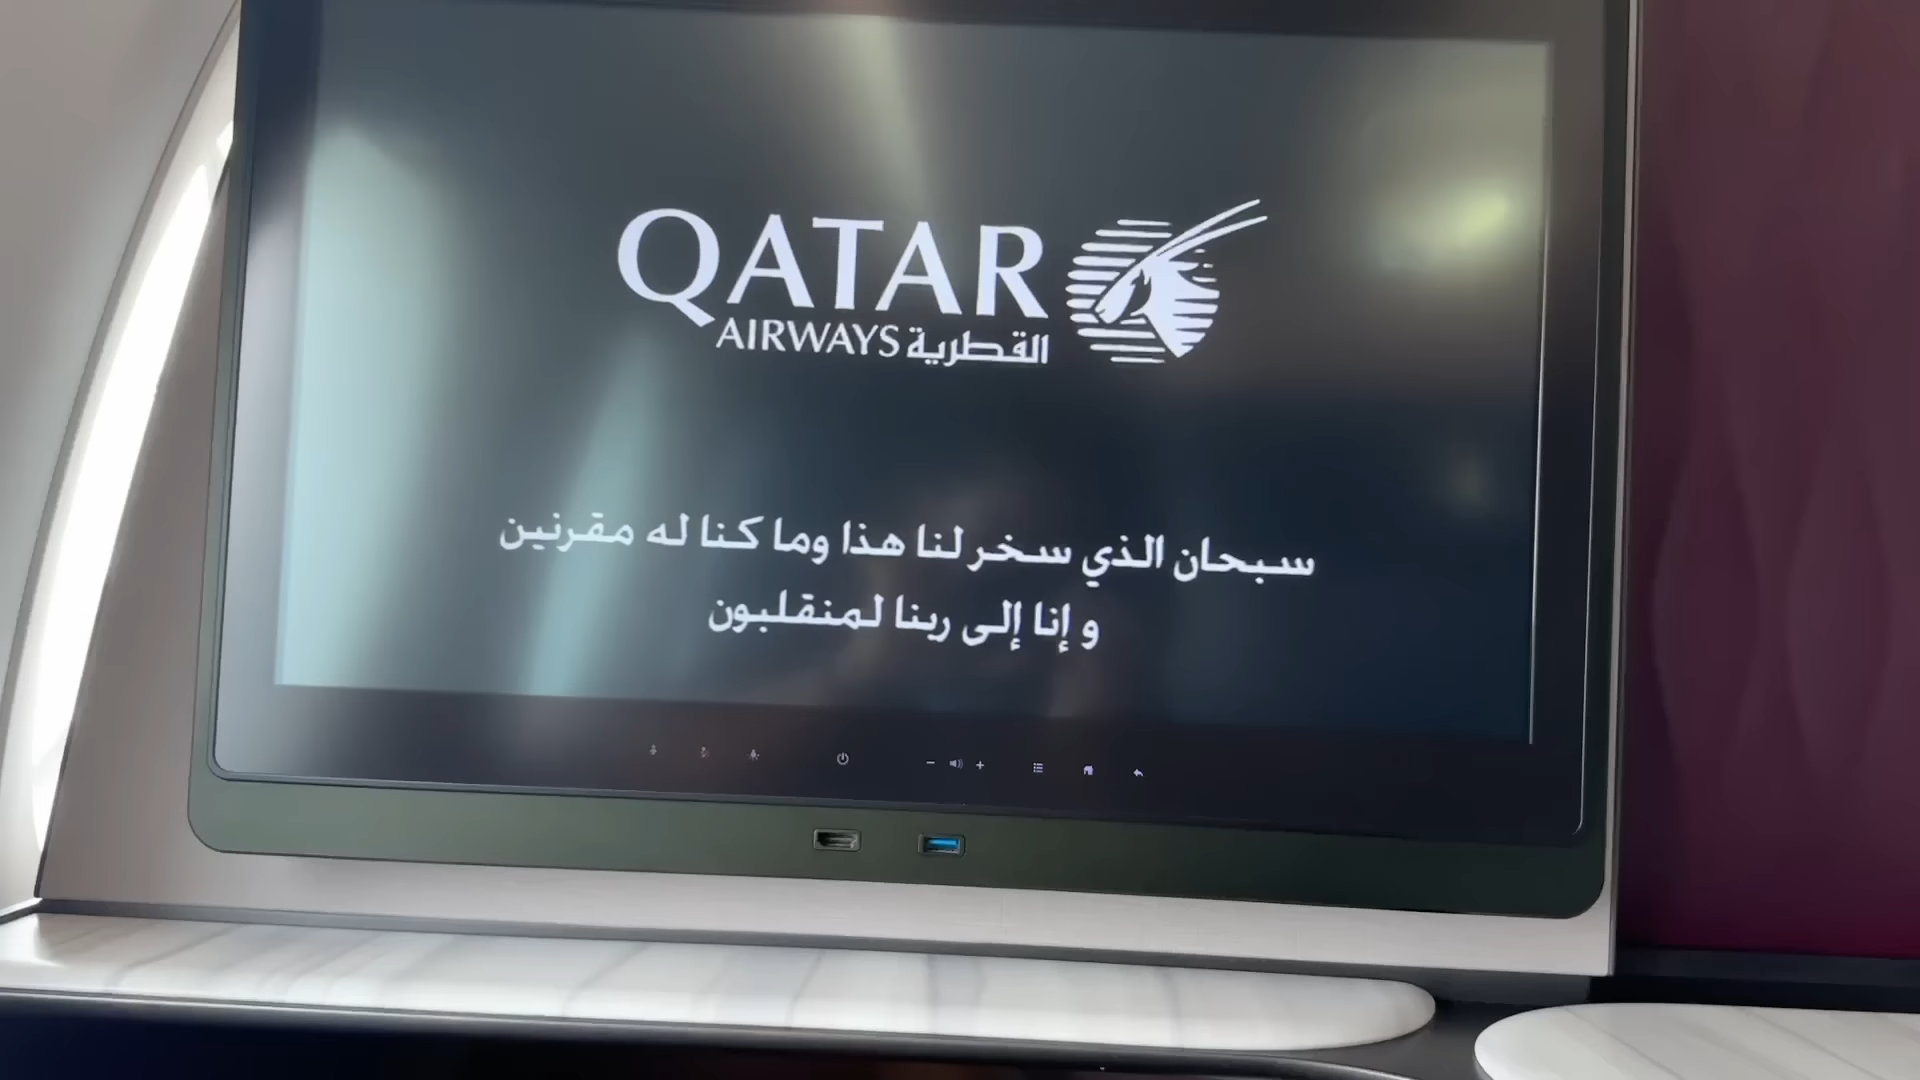 QATAR
AIRWAYS القطرية
سبحان الذي سخر لنا هذا وما كنا له مقرنين
و إنا إلى ربنا لمنقلبون